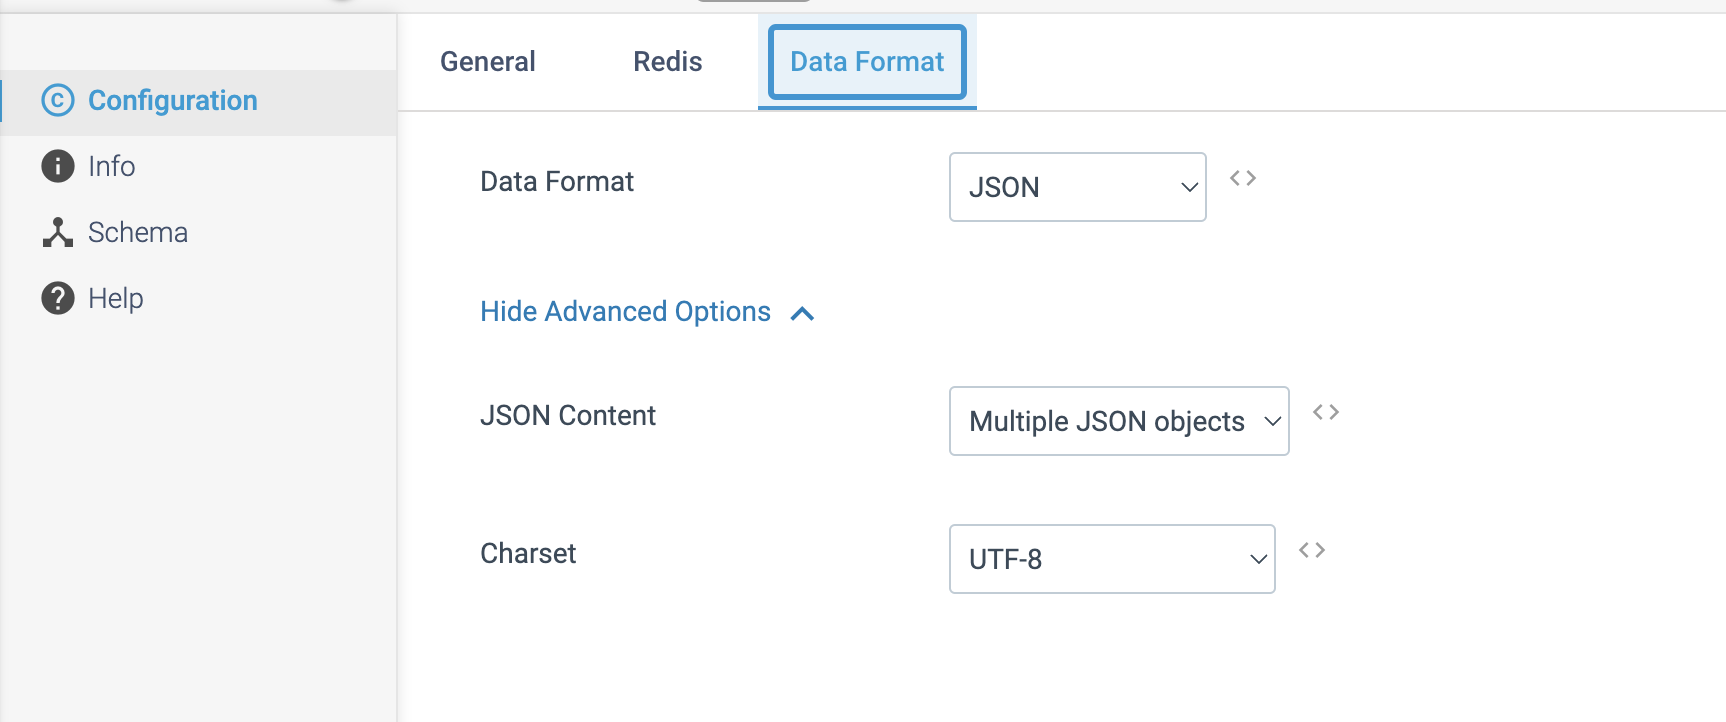 Configuration
Info
Schema
Help
General Redis Data Format
Data Format JSON
Hide Advanced Options
JSON Content Multiple JSON objects
Charset UTF-8